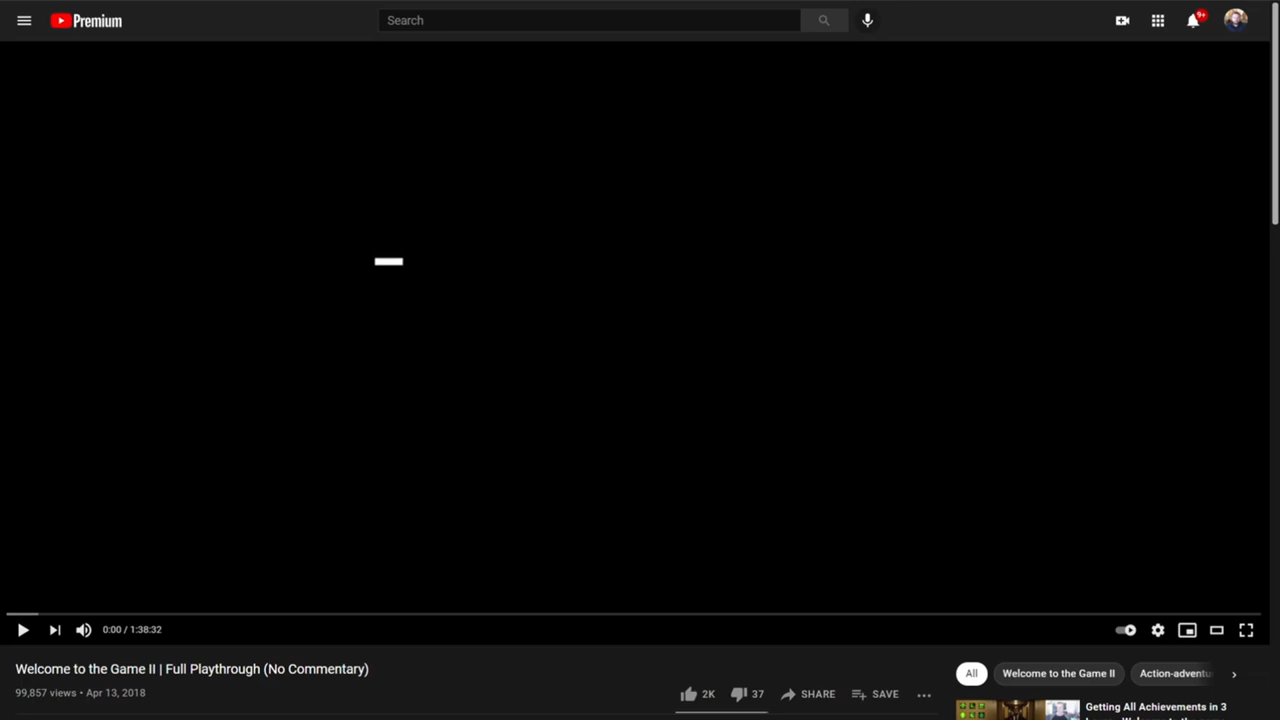 Premium
Search
9+
0:00 / 1:38:32
Welcome to the Game II | Full Playthrough (No Commentary)
99,857 views • Apr 13, 2018
2K
37
SHARE
SAVE
All
Welcome to the Game II
Action-adventu
Getting All Achievements in 3